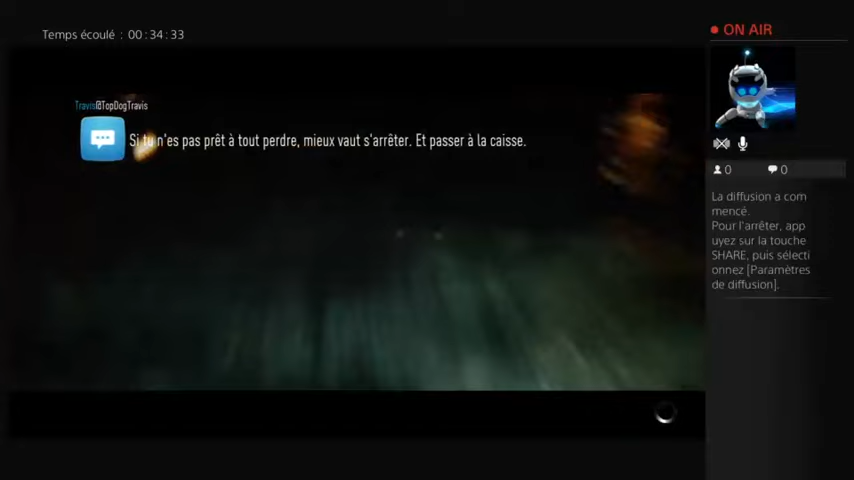 Temps écoulé : 00:34:33
ON AIR
Travis@TopDogTravis
Si tu n'es pas prêt à tout perdre, mieux vaut s'arrêter. Et passer à la caisse.
0 0
La diffusion a com
mencé.
Pour l'arrêter, app
uyez sur la touche
SHARE, puis sélecti
onnez [Paramètres
de diffusion].